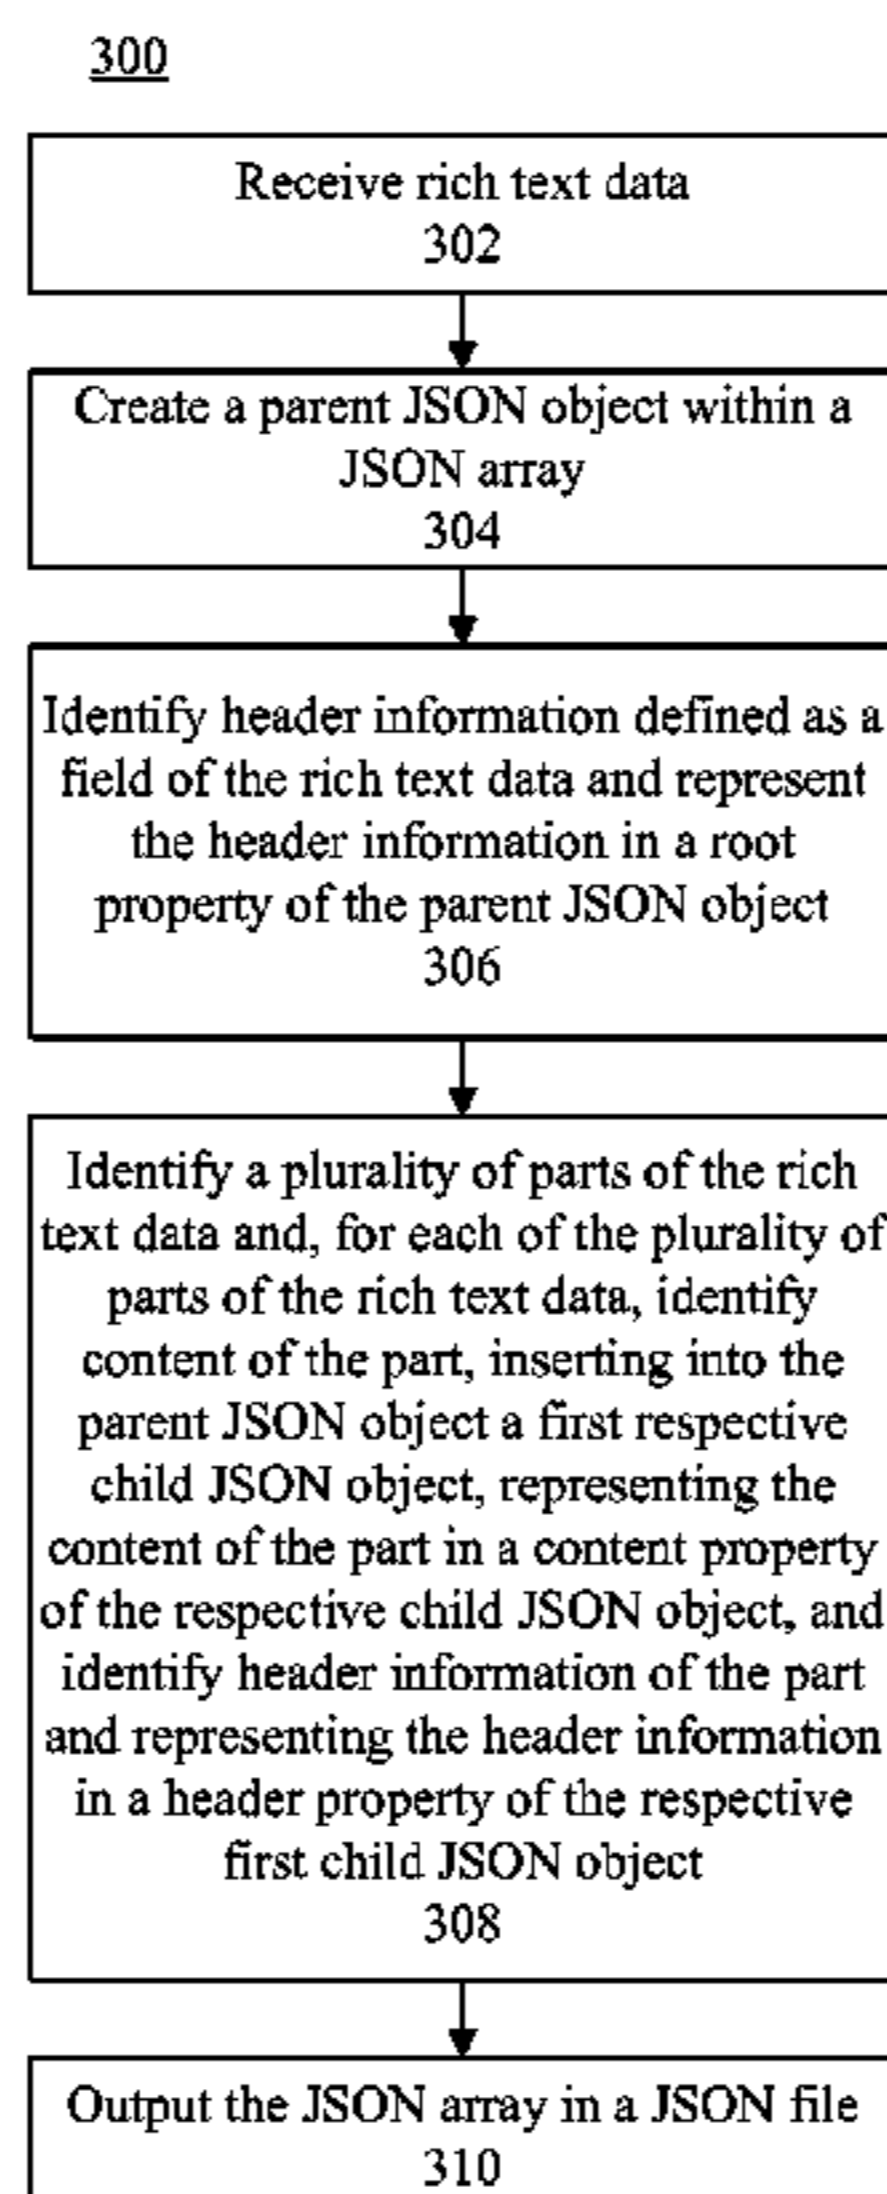 300
Receive rich text data
302
Create a parent JSON object within a
JSON array
304
Identify header information defined as a
field of the rich text data and represent
the header information in a root
property of the parent JSON object
306
Identify a plurality of parts of the rich
text data and, for each of the plurality of
parts of the rich text data, identify
content of the part, inserting into the
parent JSON object a first respective
child JSON object, representing the
content of the part in a content property
of the respective child JSON object, and
identify header information of the part
and representing the header information
in a header property of the respective
first child JSON object
308
Output the JSON array in a JSON file
310